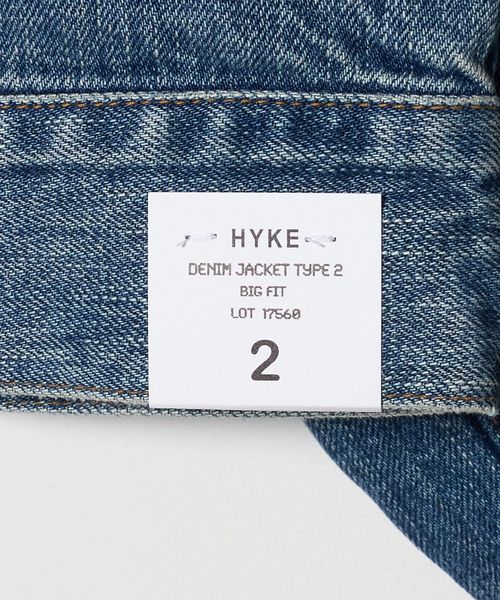 HYKE
DENIM JACKET TYPE 2
BIG FIT
LOT 17560
2